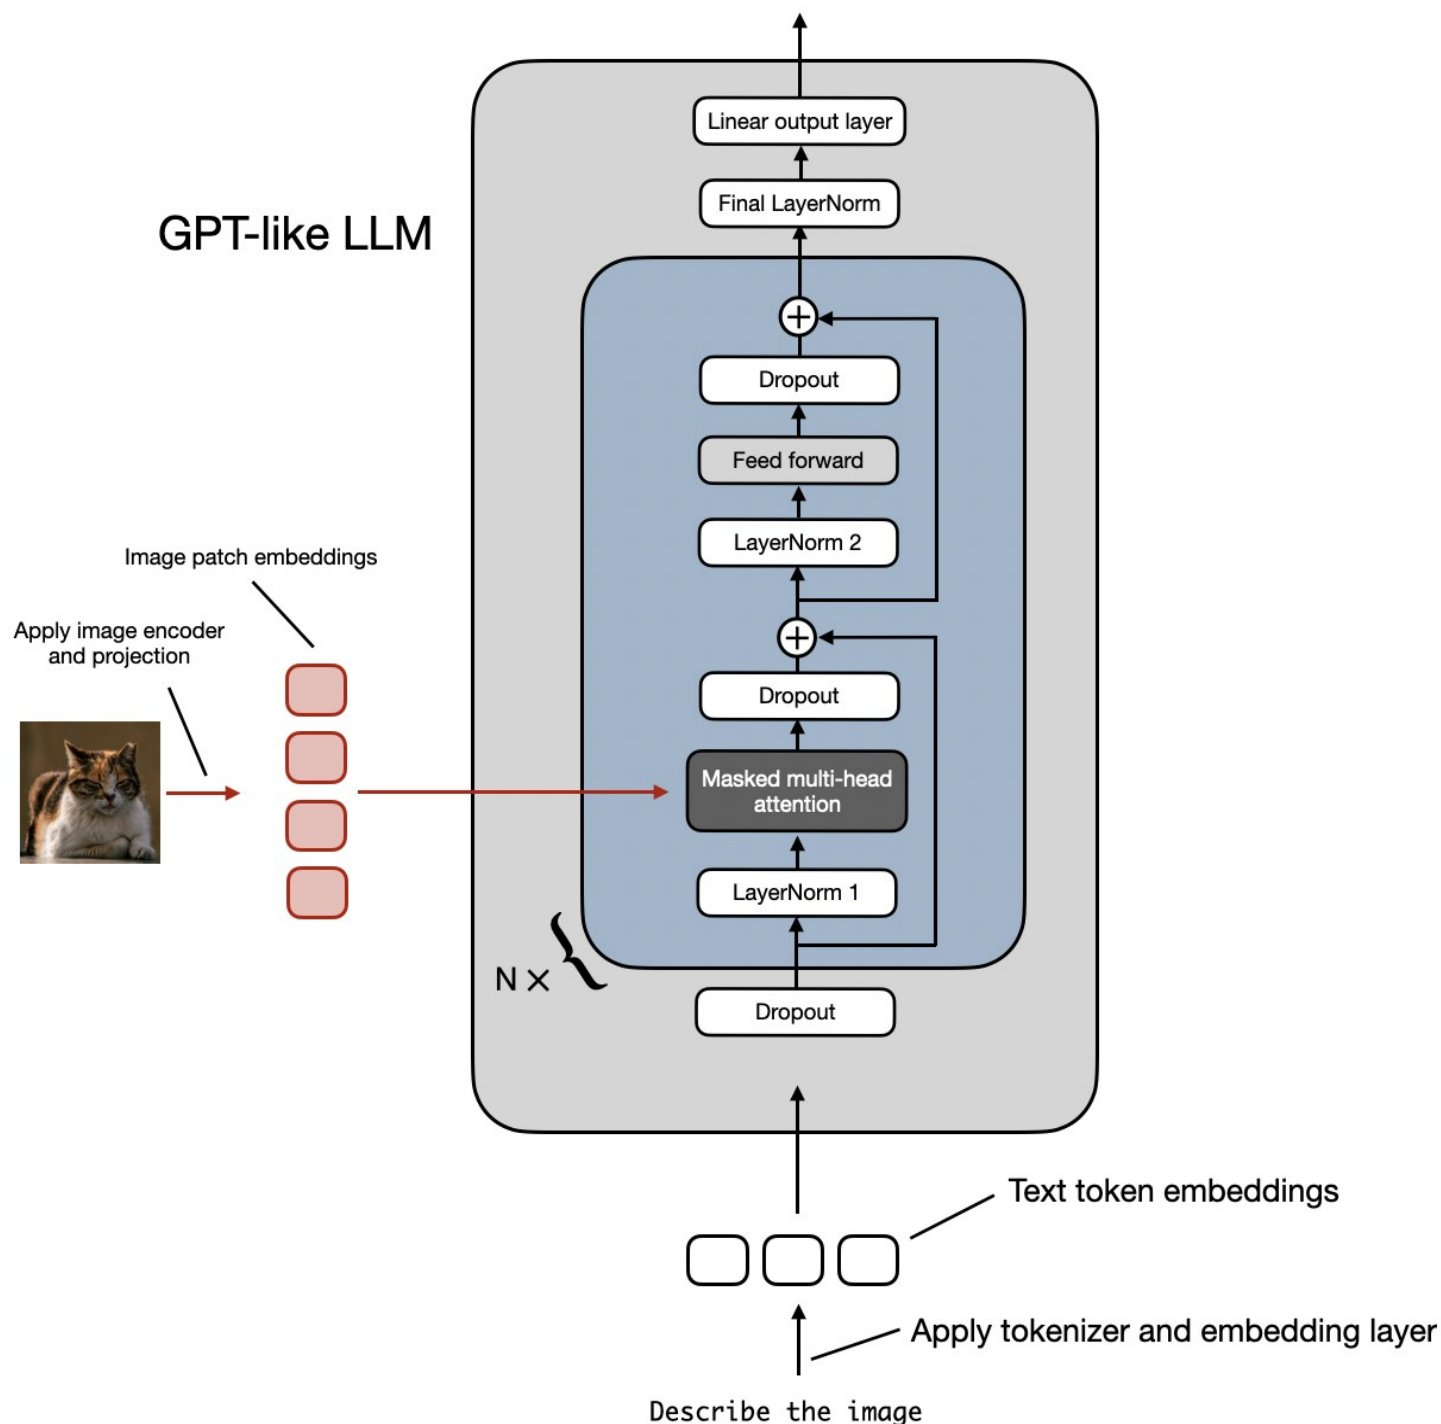 Linear output layer
Final LayerNorm
GPT-like LLM
Dropout
Feed forward
LayerNorm 2
Image patch embeddings
Apply image encoder
and projection
Dropout
Masked multi-head
attention
LayerNorm 1
N ×
Dropout
Text token embeddings
Apply tokenizer and embedding layer
Describe the image